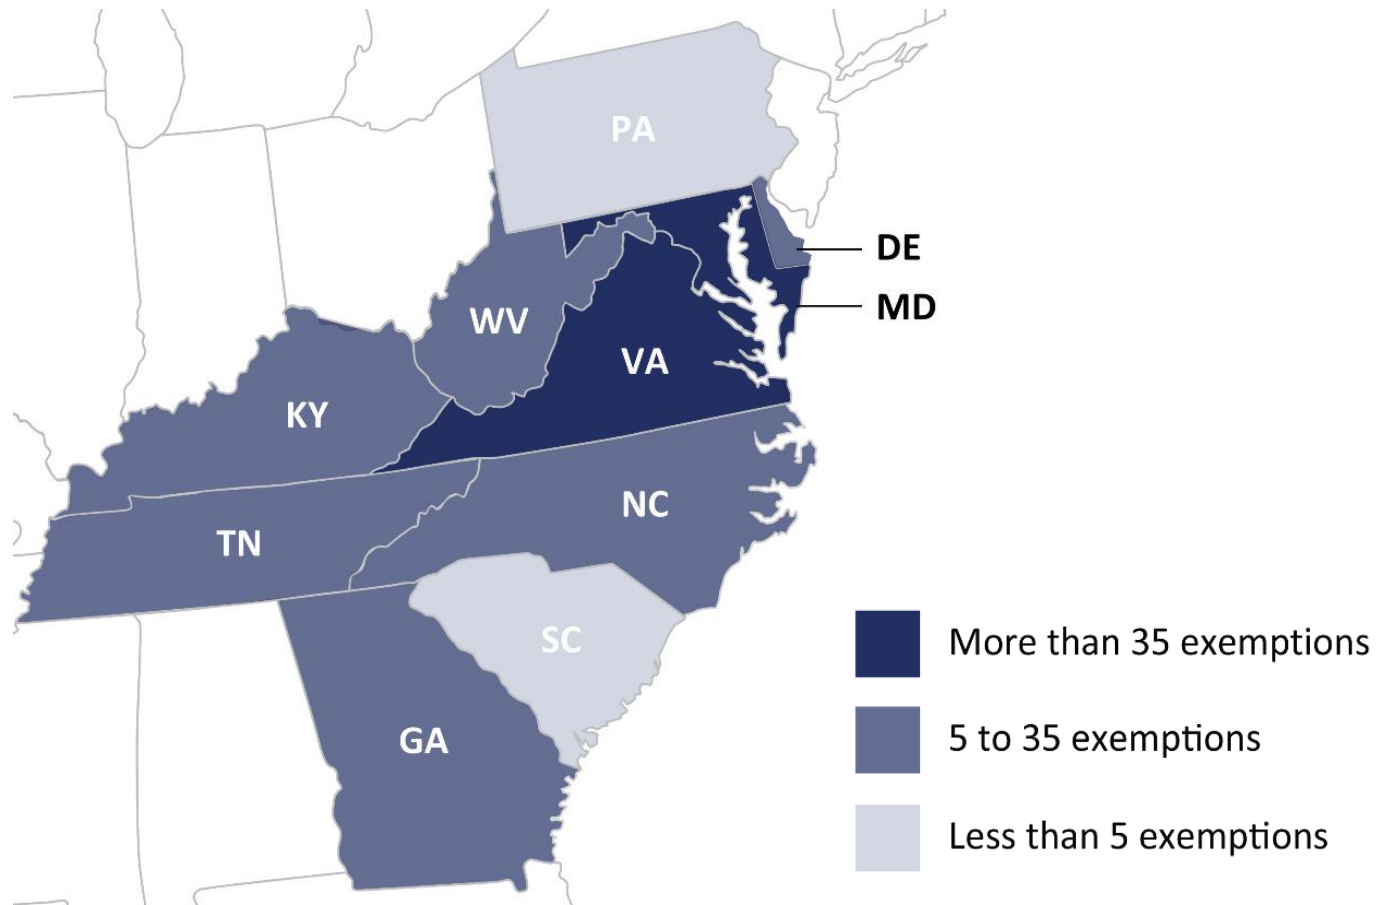 PA
DE
MD
WV
VA
KY
NC
TN
SC
GA
More than 35 exemptions
5 to 35 exemptions
Less than 5 exemptions